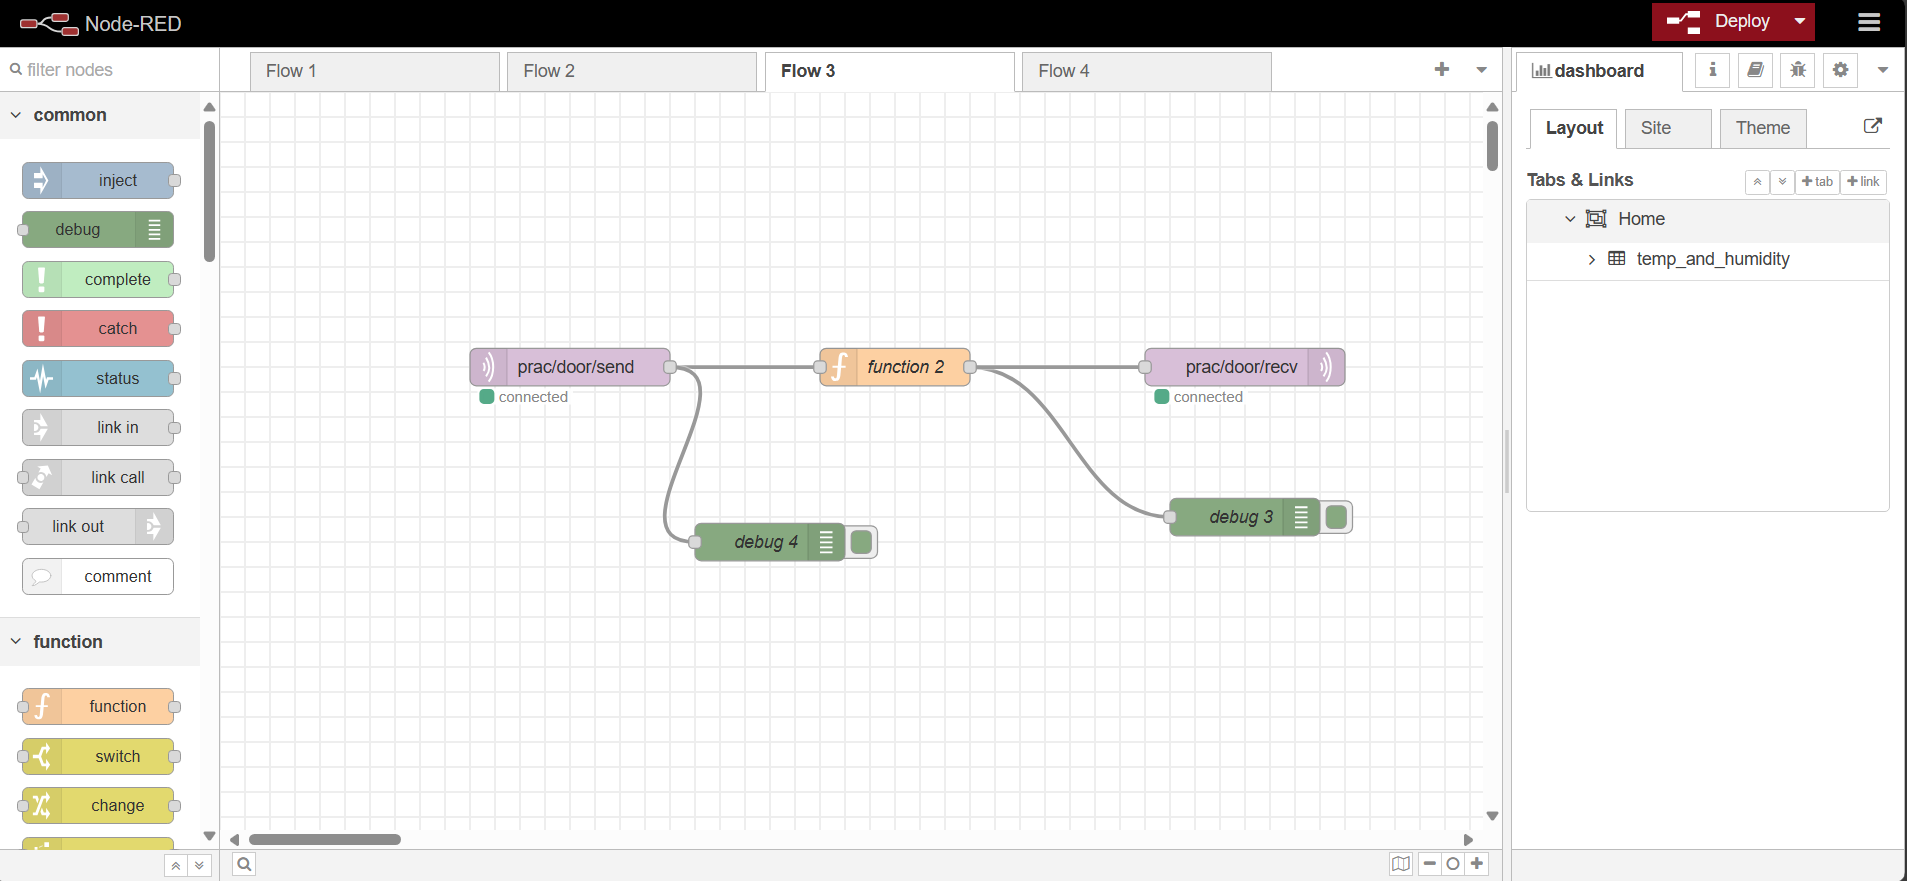 Node-RED
Deploy
filter nodes
Flow 1
Flow 2
Flow 3
Flow 4
dashboard
common
inject
debug
complete
catch
status
link in
link call
link out
comment
function
function
switch
change
prac/door/send
connected
function 2
prac/door/recv
connected
debug 4
debug 3
Layout
Site
Theme
Tabs & Links
tab
link
Home
temp_and_humidity